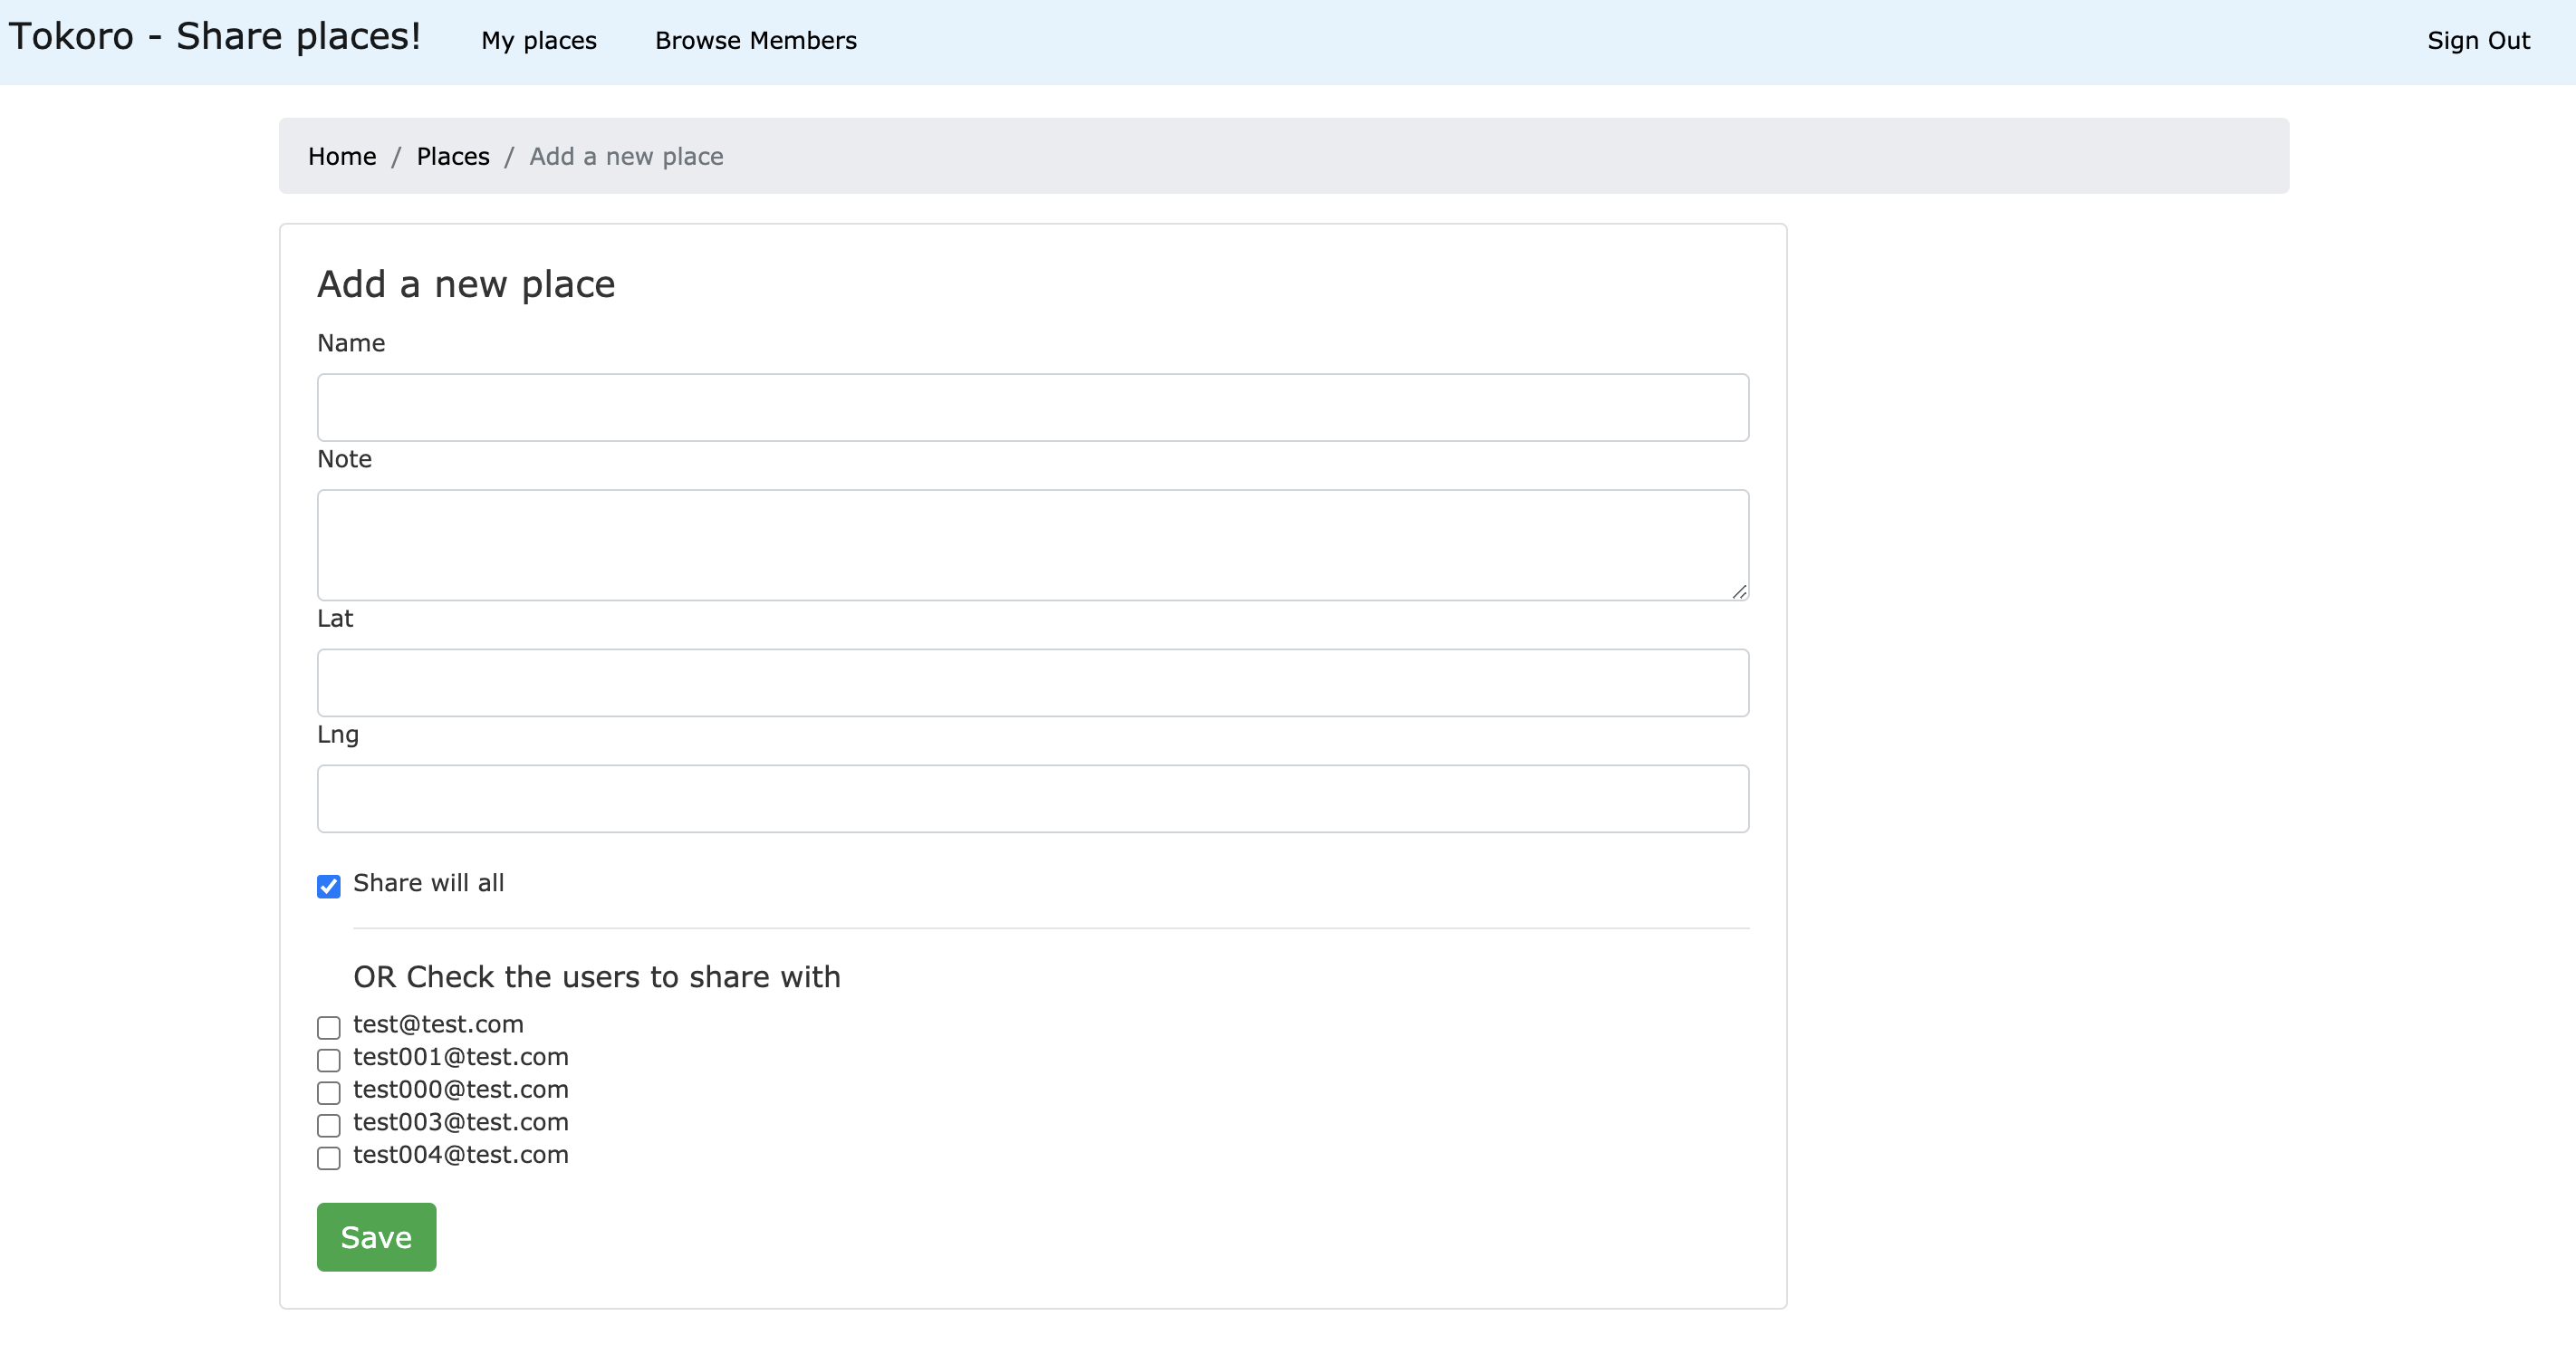 Tokoro - Share places! My places Browse Members Sign Out
Home / Places / Add a new place
Add a new place
Name
Note
Lat
Lng
Share will all
OR Check the users to share with
test@test.com
test001@test.com
test000@test.com
test003@test.com
test004@test.com
Save